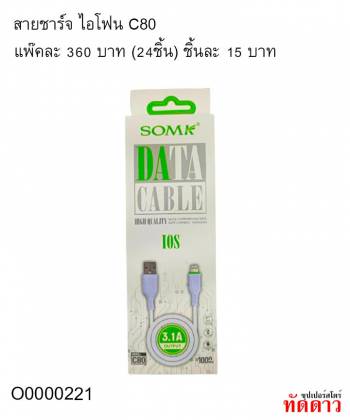 สายชาร์จ ไอโฟน C80
แพ๊คละ 360 บาท (24ชิ้น) ชิ้นละ 15 บาท
SOMK
DATA
CABLE
HIGH QUALITY
IOS
3.1A
OUTPUT
C80
1000
O0000221
ซุปเปอร์สโตร์
ทัดดาว